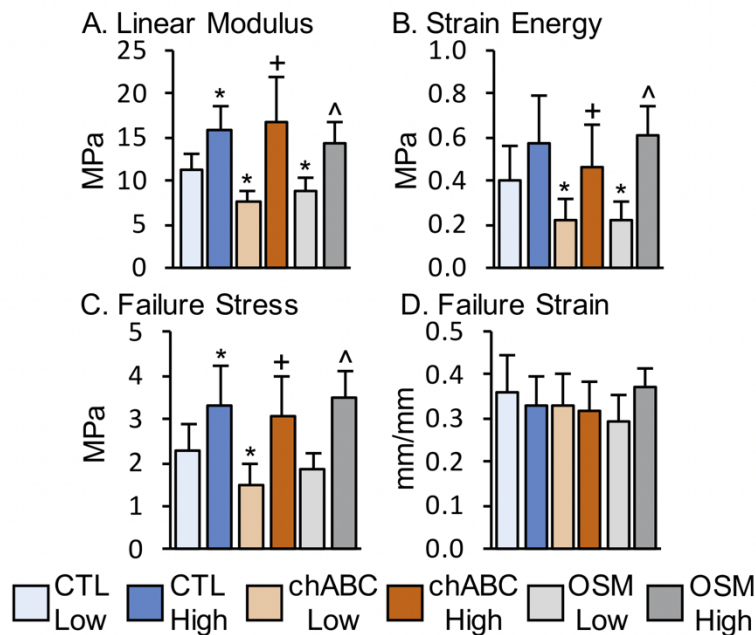 A. Linear Modulus
MPa
25
20
15
10
5
0
*
*
+
*
^
B. Strain Energy
MPa
1.0
0.8
0.6
0.4
0.2
0.0
*
+
*
^
C. Failure Stress
MPa
5
4
3
2
1
0
*
*
+
^
D. Failure Strain
mm/mm
0.5
0.4
0.3
0.2
0.1
0.0
CTL
Low
CTL
High
chABC
Low
chABC
High
OSM
Low
OSM
High